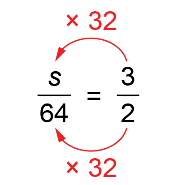 × 32
s/64 = 3/2
× 32